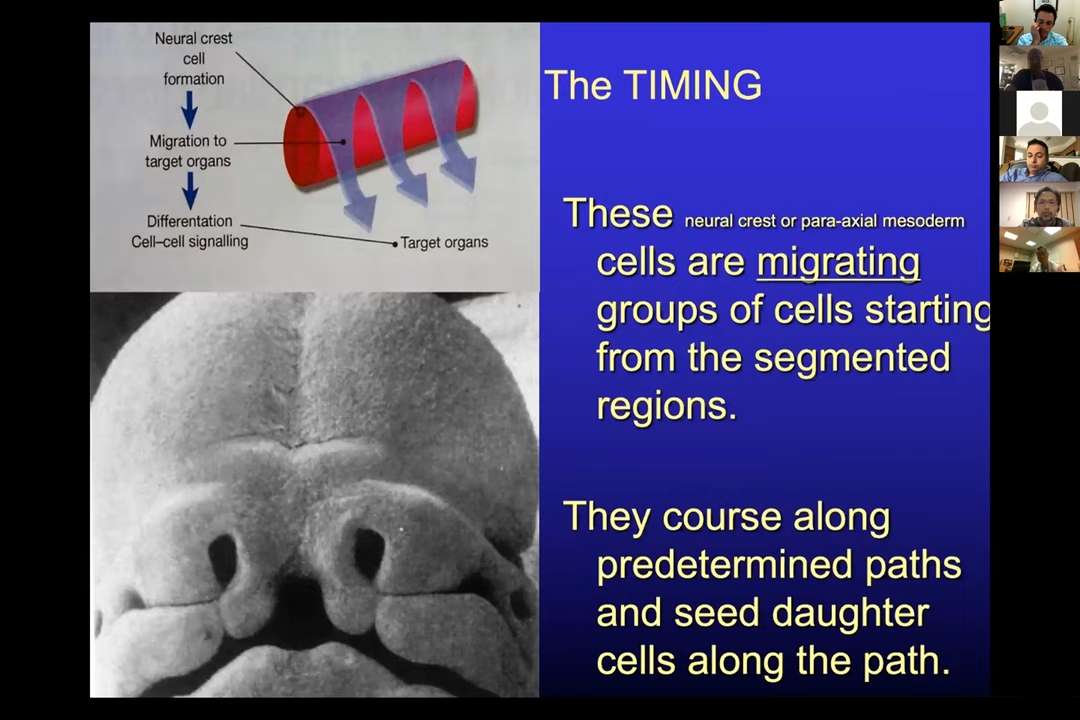 Neural crest
cell
formation
Migration to
target organs
Differentation
Cell–cell signalling
Target organs
The TIMING
These neural crest or para-axial mesoderm
cells are migrating
groups of cells starting
from the segmented
regions.
They course along
predetermined paths
and seed daughter
cells along the path.